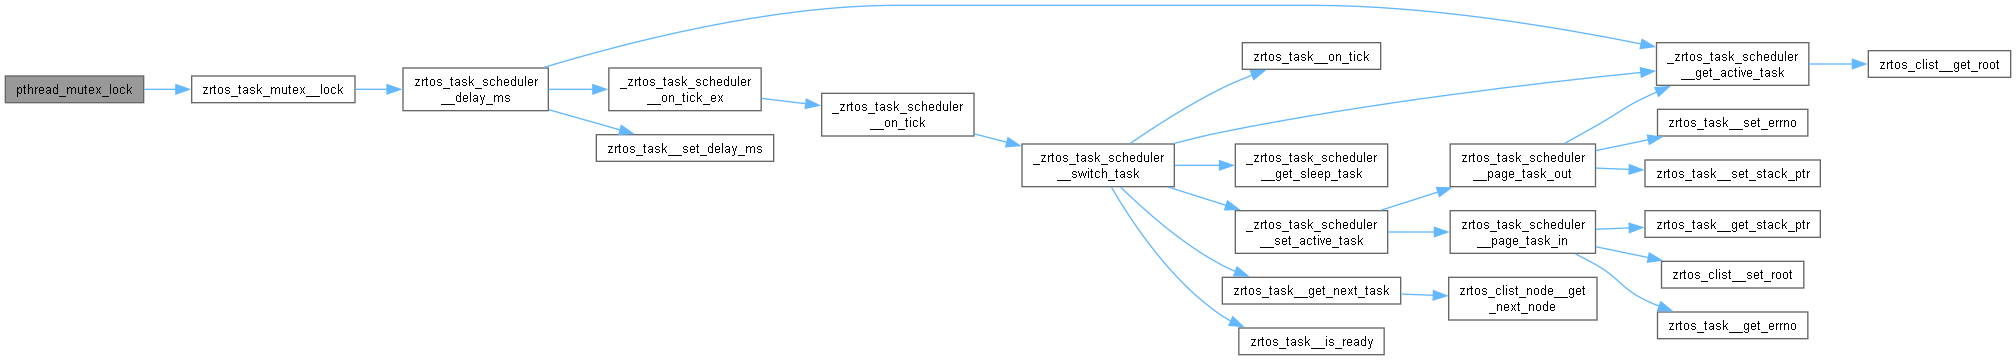 pthread_mutex_lock
zrtos_task_mutex__lock
zrtos_task_scheduler
__delay_ms
_zrtos_task_scheduler
__on_tick_ex
zrtos_task__set_delay_ms
_zrtos_task_scheduler
__on_tick
_zrtos_task_scheduler
__switch_task
zrtos_task__on_tick
_zrtos_task_scheduler
__get_sleep_task
_zrtos_task_scheduler
__set_active_task
zrtos_task__get_next_task
zrtos_task__is_ready
zrtos_task_scheduler
__page_task_out
zrtos_task_scheduler
__page_task_in
zrtos_clist_node__get
_next_node
_zrtos_task_scheduler
__get_active_task
zrtos_task__set_errno
zrtos_task__set_stack_ptr
zrtos_task__get_stack_ptr
zrtos_clist__set_root
zrtos_task__get_errno
zrtos_clist__get_root